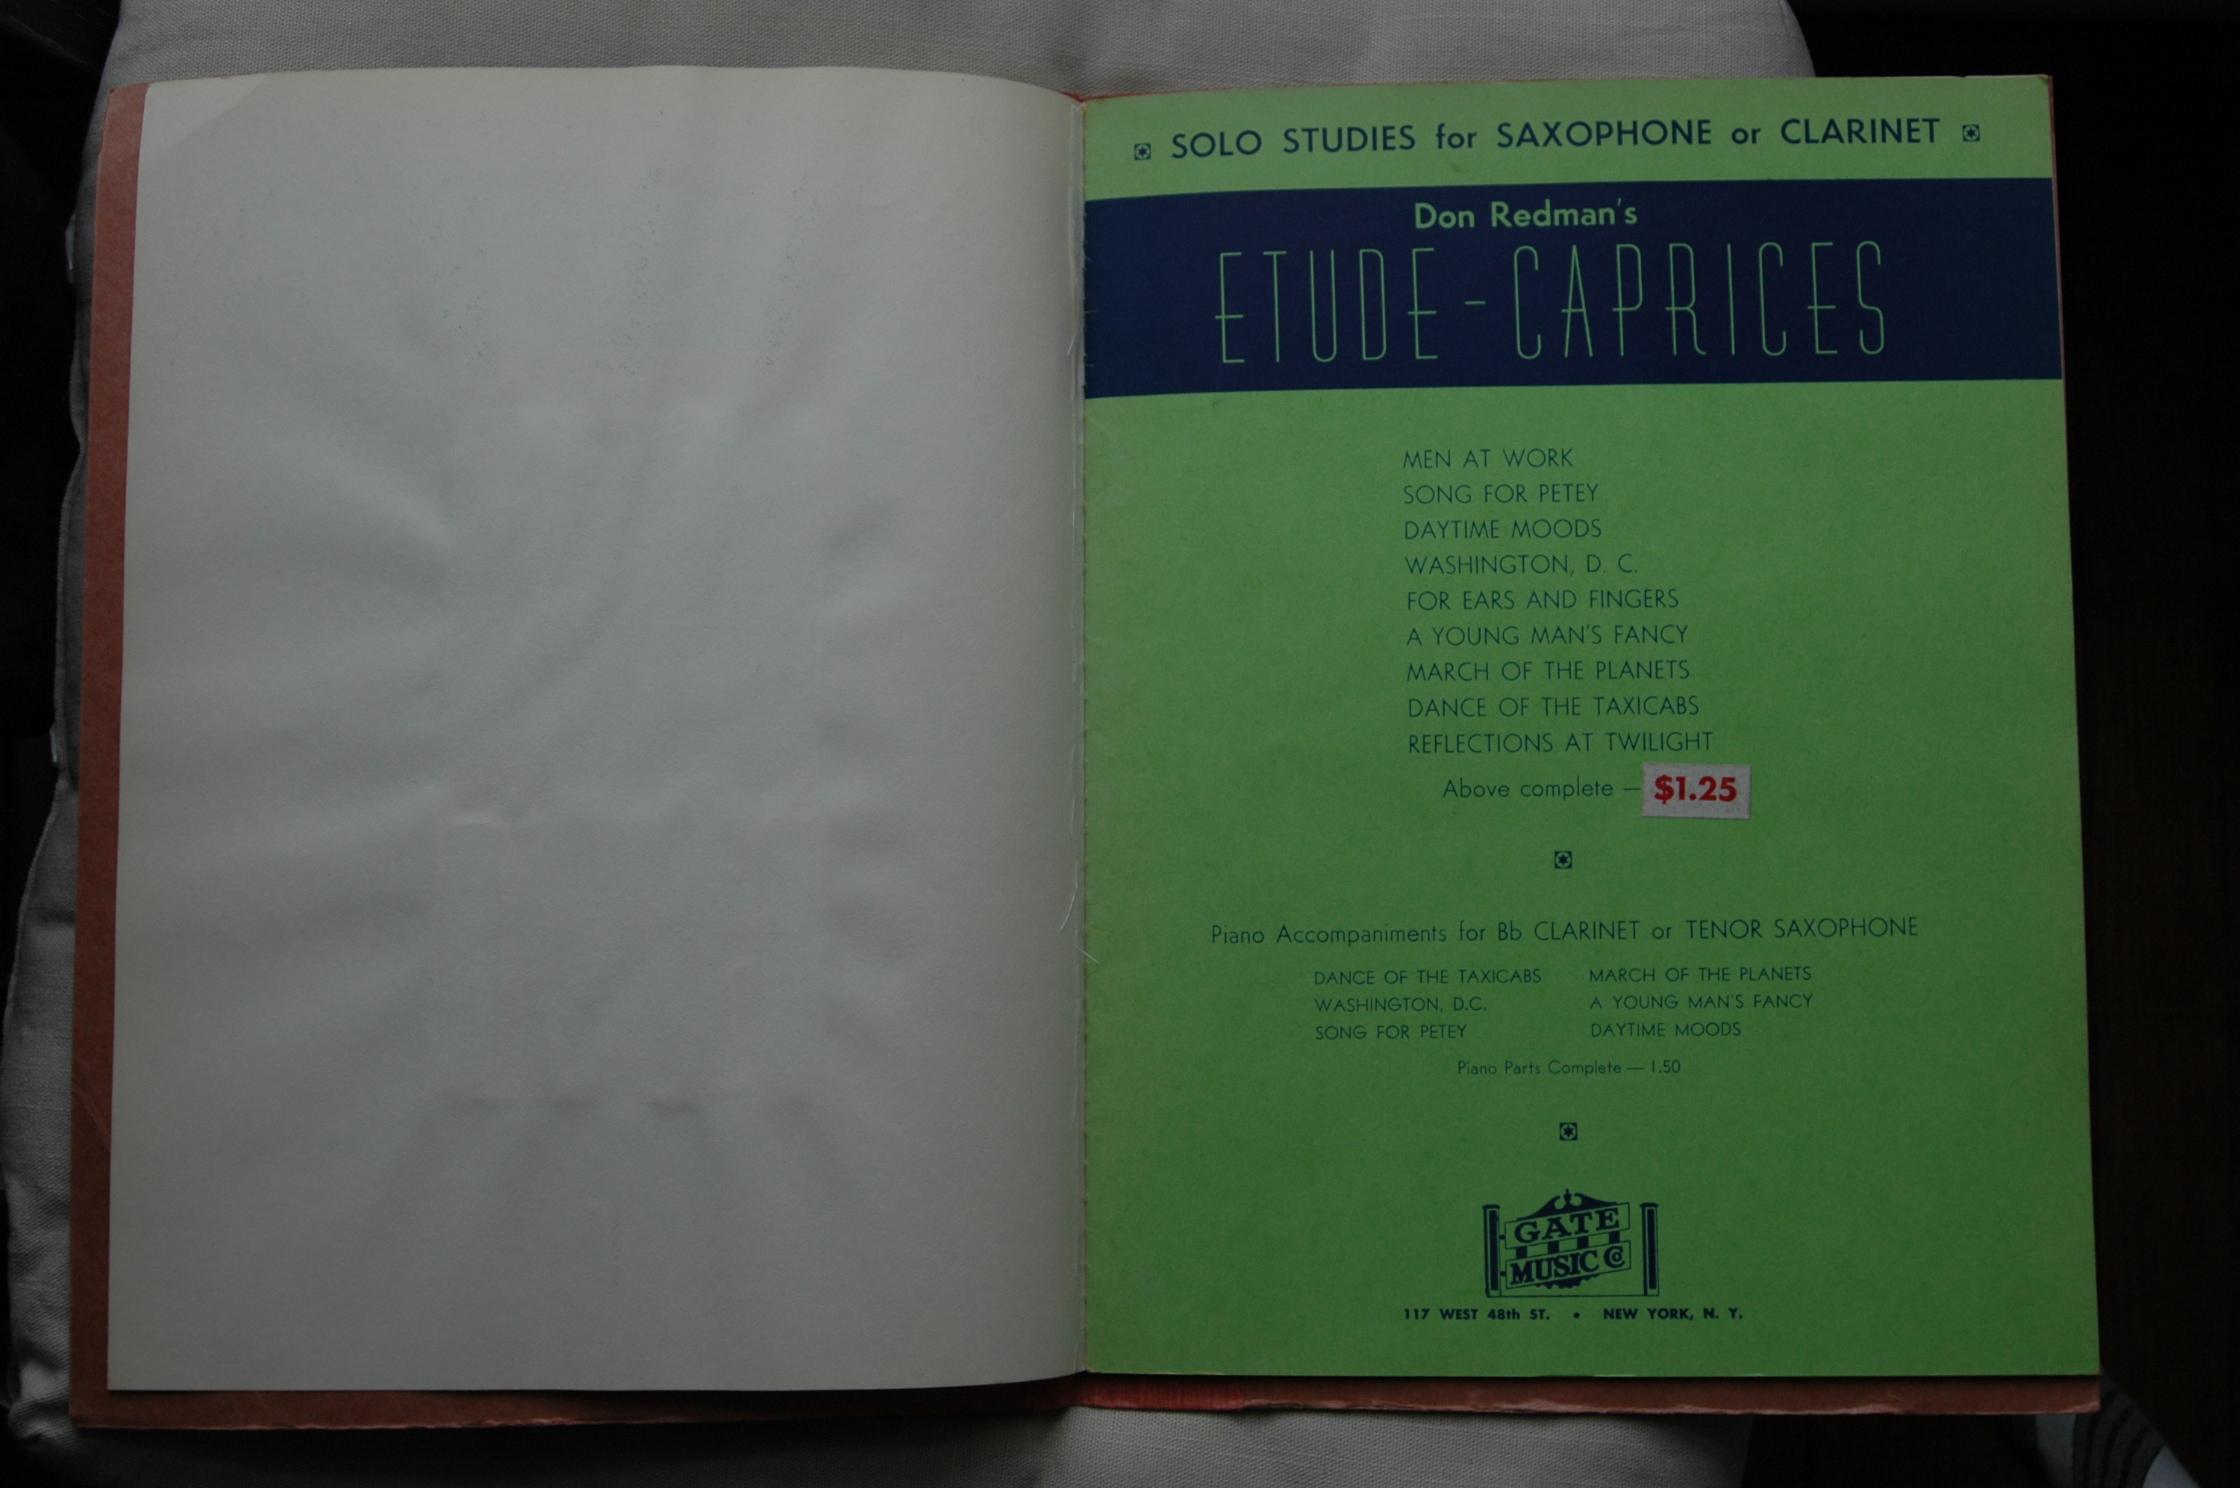 SOLO STUDIES for SAXOPHONE or CLARINET
Don Redman's
ETUDE-CAPRICES
MEN AT WORK
SONG FOR PETEY
DAYTIME MOODS
WASHINGTON, D. C.
FOR EARS AND FINGERS
A YOUNG MAN'S FANCY
MARCH OF THE PLANETS
DANCE OF THE TAXICABS
REFLECTIONS AT TWILIGHT
Above complete — $1.25
Piano Accompaniments for Bb CLARINET or TENOR SAXOPHONE
DANCE OF THE TAXICABS MARCH OF THE PLANETS
WASHINGTON, D.C. A YOUNG MAN'S FANCY
SONG FOR PETEY DAYTIME MOODS
Piano Parts Complete — 1.50
GATE
MUSIC Co
117 WEST 48th ST. • NEW YORK, N. Y.